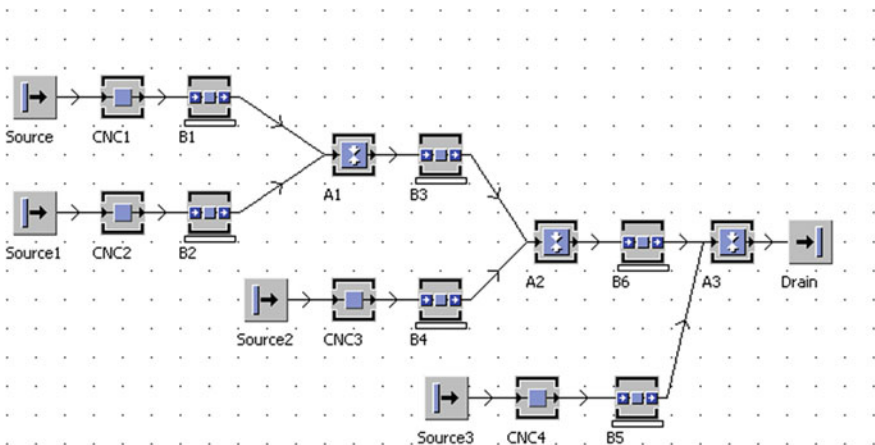 Source
CNC1
B1
A1
B3
Source1
CNC2
B2
A2
B6
A3
Drain
Source2
CNC3
B4
Source3
CNC4
B5